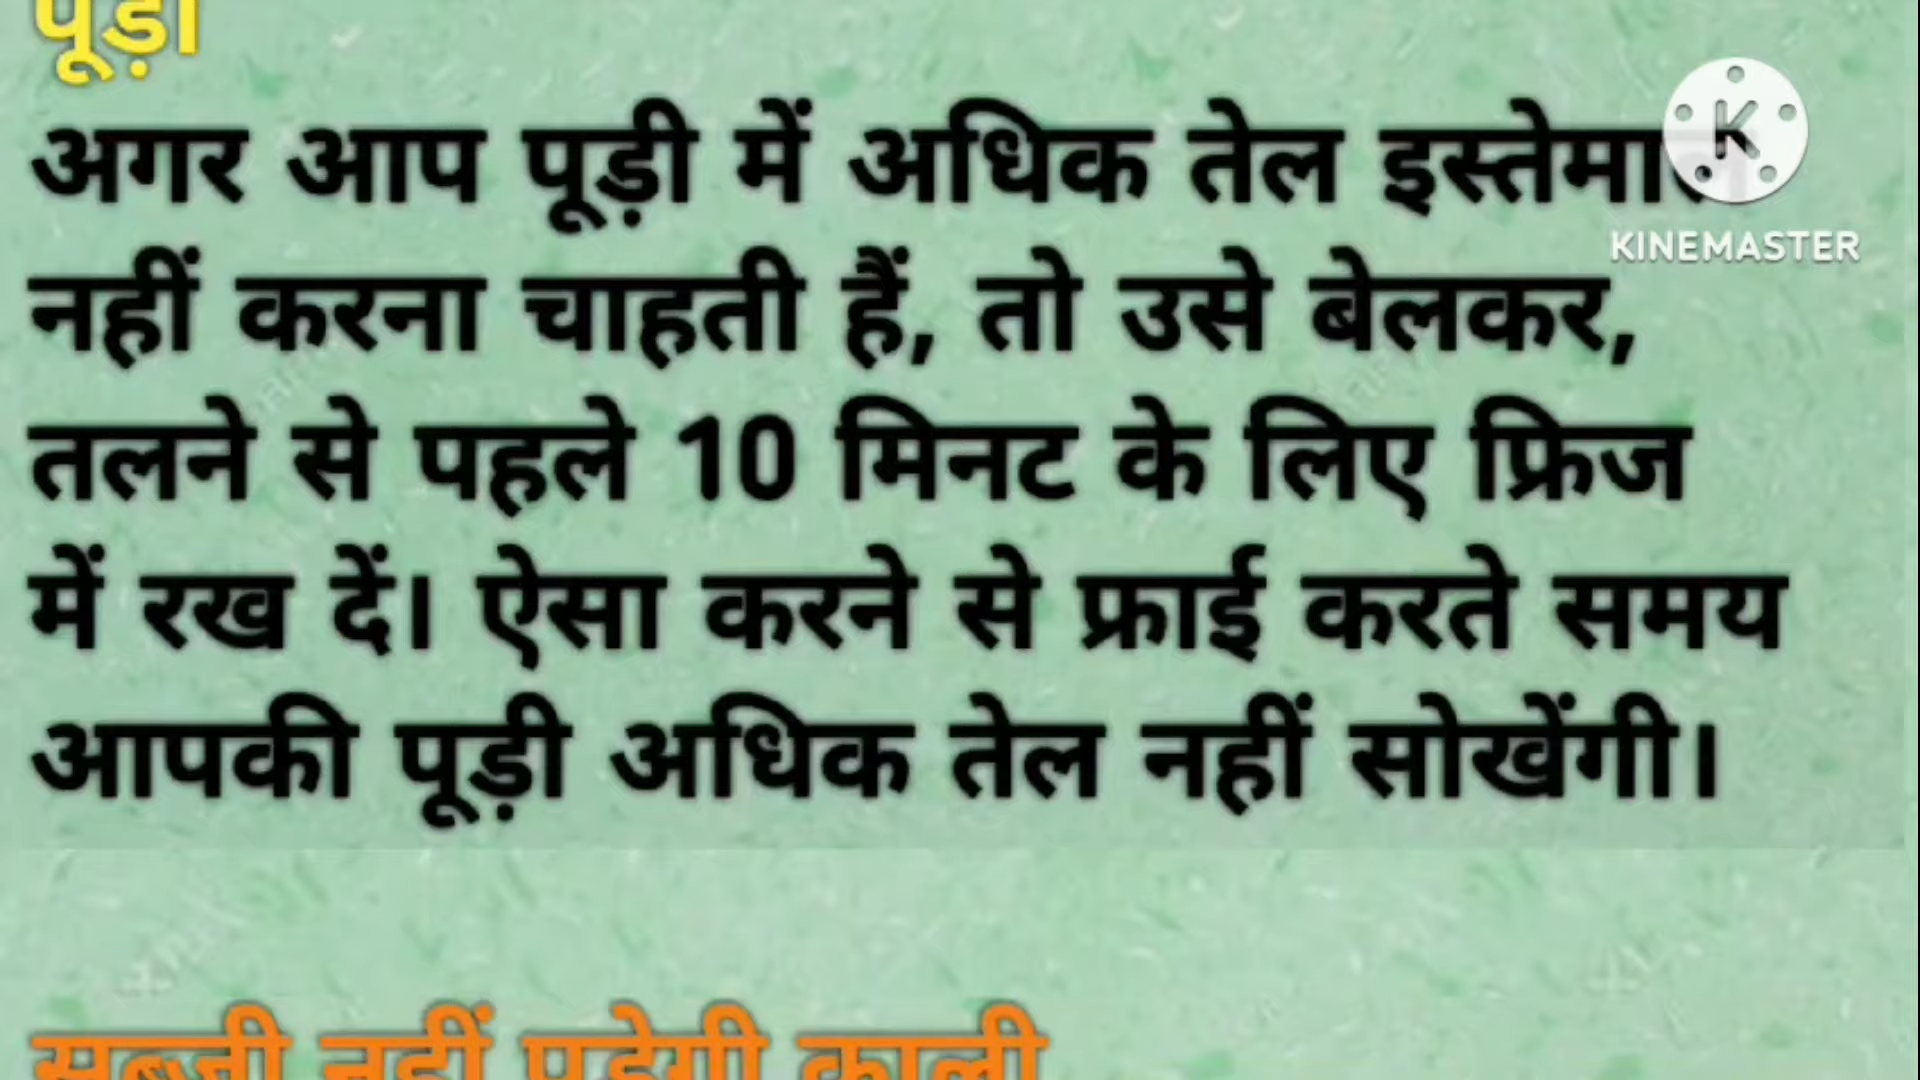 पूड़ी
अगर आप पूड़ी में अधिक तेल इस्तेमाल
नहीं करना चाहती हैं, तो उसे बेलकर,
तलने से पहले 10 मिनट के लिए फ्रिज
में रख दें। ऐसा करने से फ्राई करते समय
आपकी पूड़ी अधिक तेल नहीं सोखेंगी।
सब्जी नहीं पड़ेगी काली
K
KINEMASTER